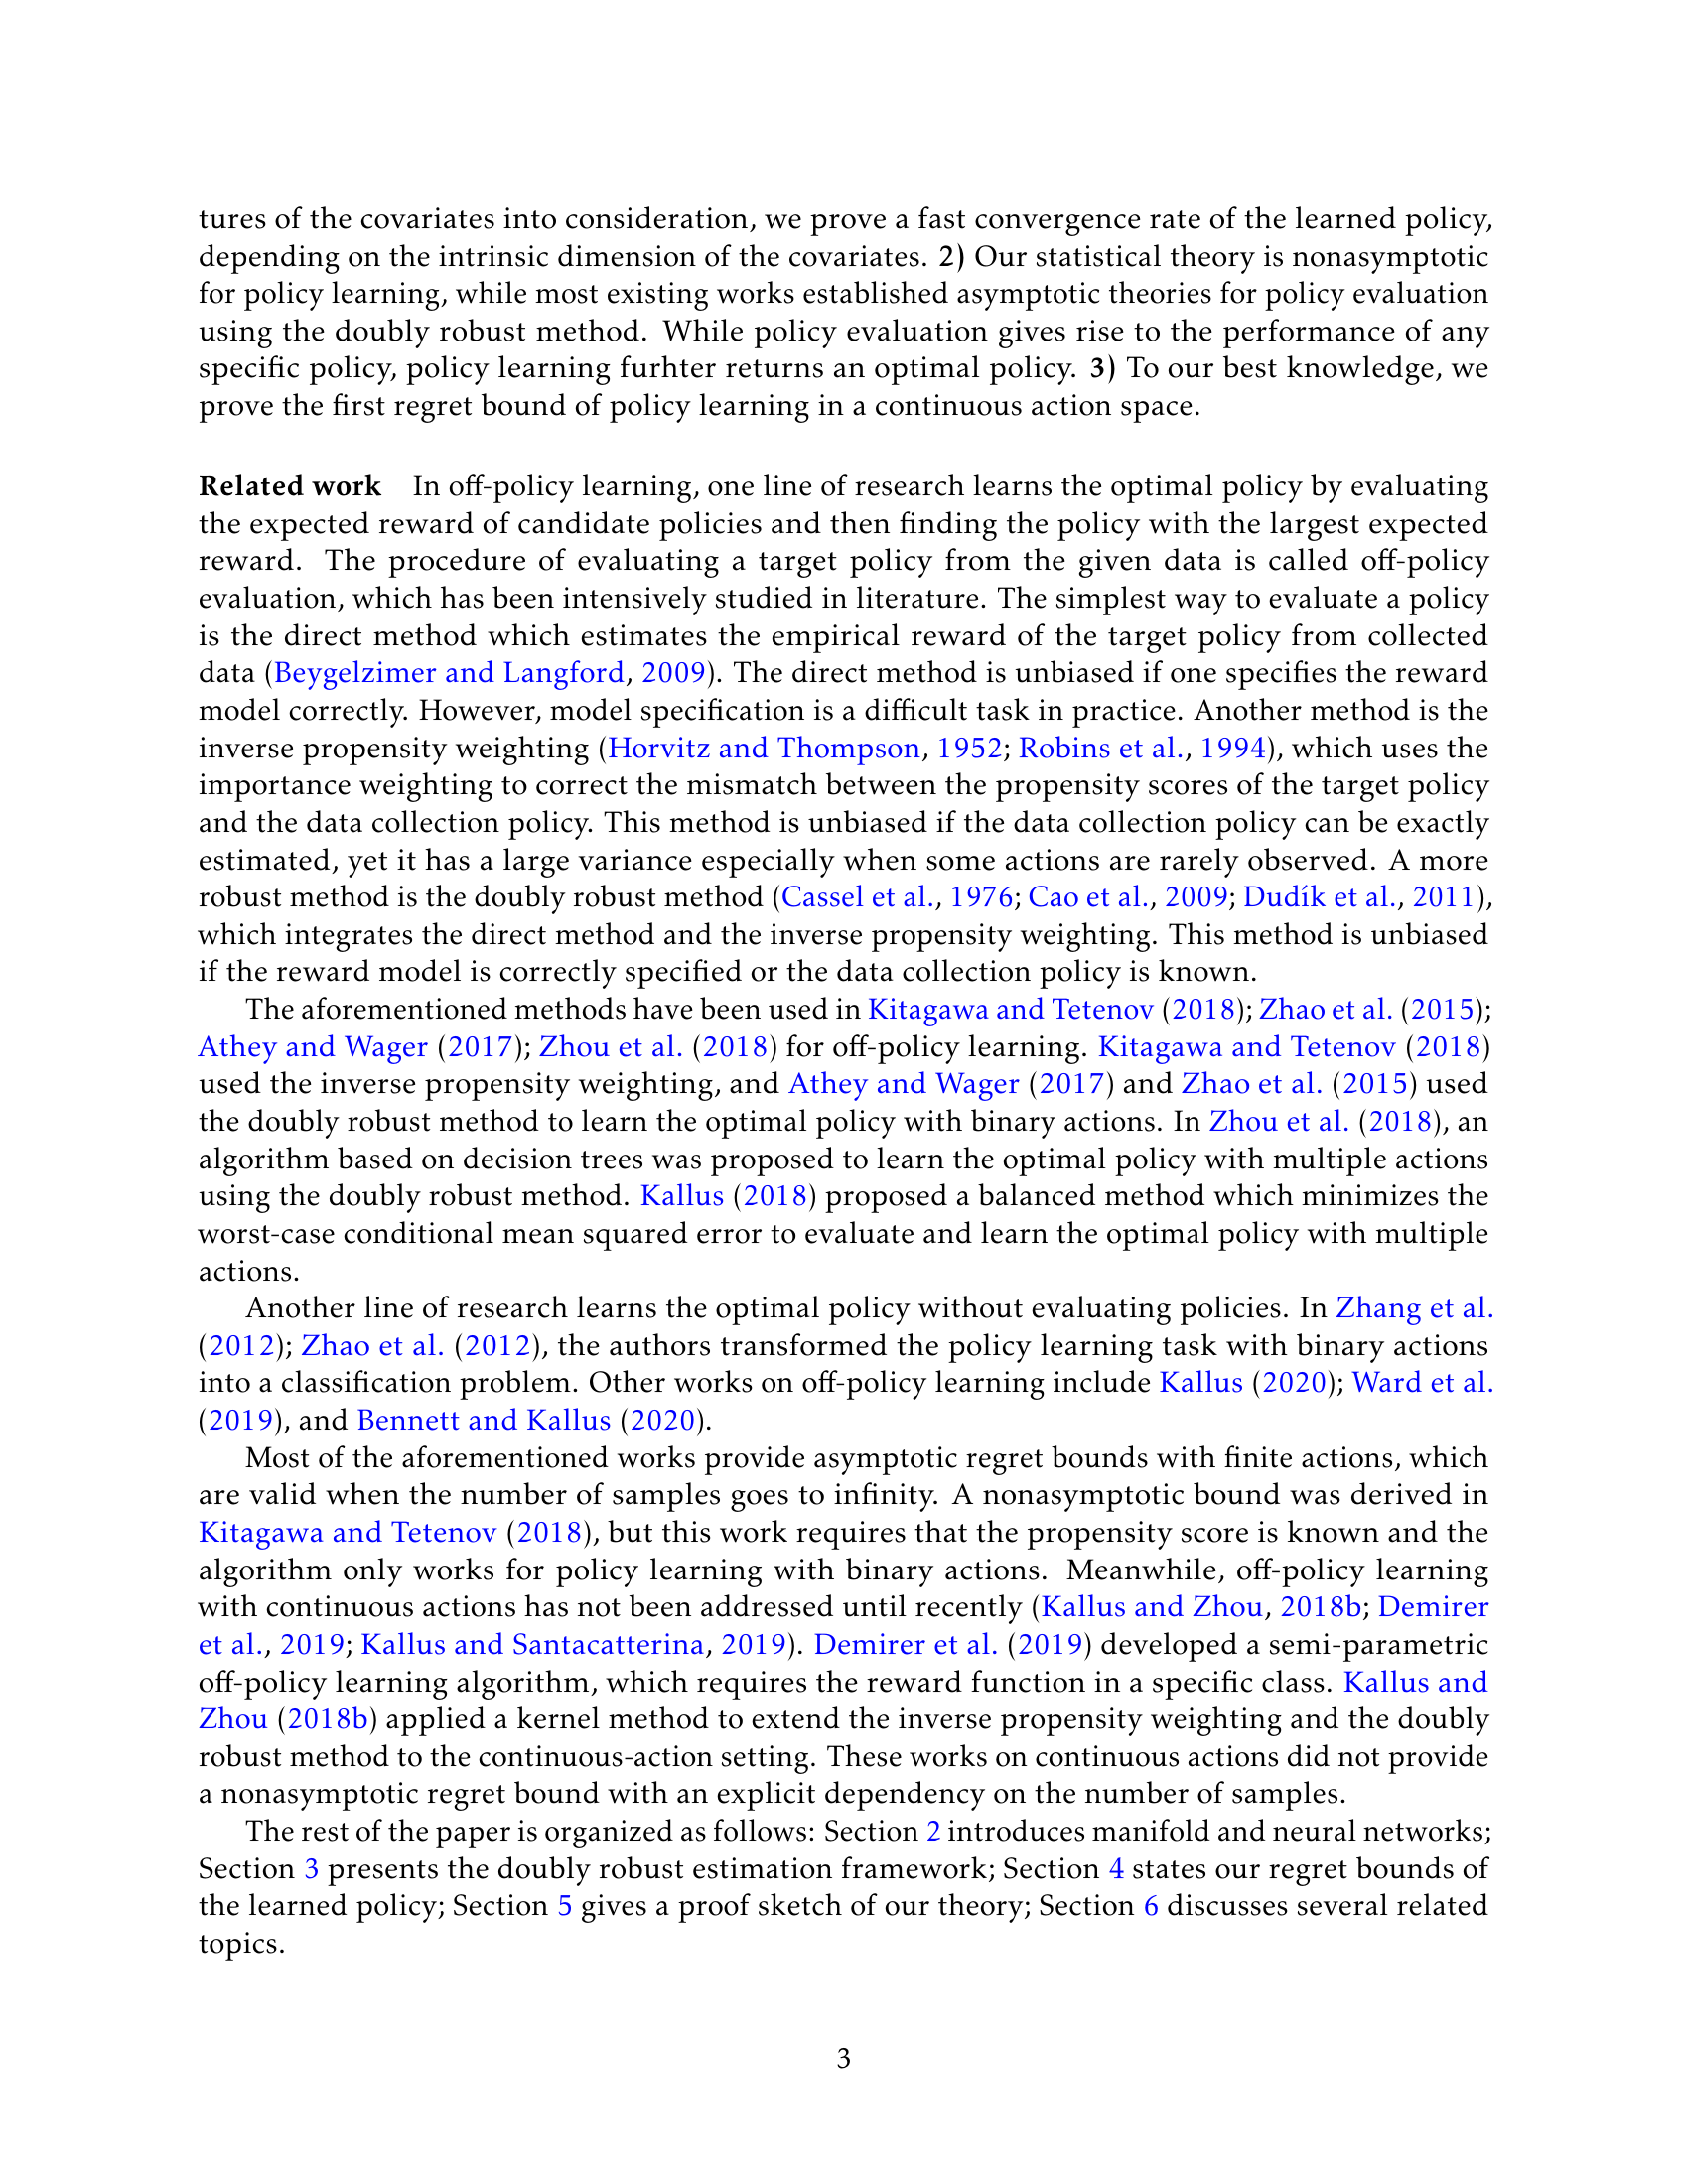 tures of the covariates into consideration, we prove a fast convergence rate of the learned policy,
depending on the intrinsic dimension of the covariates. 2) Our statistical theory is nonasymptotic
for policy learning, while most existing works established asymptotic theories for policy evaluation
using the doubly robust method. While policy evaluation gives rise to the performance of any
specific policy, policy learning furhter returns an optimal policy. 3) To our best knowledge, we
prove the first regret bound of policy learning in a continuous action space.
Related work In off-policy learning, one line of research learns the optimal policy by evaluating
the expected reward of candidate policies and then finding the policy with the largest expected
reward. The procedure of evaluating a target policy from the given data is called off-policy
evaluation, which has been intensively studied in literature. The simplest way to evaluate a policy
is the direct method which estimates the empirical reward of the target policy from collected
data (Beygelzimer and Langford, 2009). The direct method is unbiased if one specifies the reward
model correctly. However, model specification is a difficult task in practice. Another method is the
inverse propensity weighting (Horvitz and Thompson, 1952; Robins et al., 1994), which uses the
importance weighting to correct the mismatch between the propensity scores of the target policy
and the data collection policy. This method is unbiased if the data collection policy can be exactly
estimated, yet it has a large variance especially when some actions are rarely observed. A more
robust method is the doubly robust method (Cassel et al., 1976; Cao et al., 2009; Dudík et al., 2011),
which integrates the direct method and the inverse propensity weighting. This method is unbiased
if the reward model is correctly specified or the data collection policy is known.
The aforementioned methods have been used in Kitagawa and Tetenov (2018); Zhao et al. (2015);
Athey and Wager (2017); Zhou et al. (2018) for off-policy learning. Kitagawa and Tetenov (2018)
used the inverse propensity weighting, and Athey and Wager (2017) and Zhao et al. (2015) used
the doubly robust method to learn the optimal policy with binary actions. In Zhou et al. (2018), an
algorithm based on decision trees was proposed to learn the optimal policy with multiple actions
using the doubly robust method. Kallus (2018) proposed a balanced method which minimizes the
worst-case conditional mean squared error to evaluate and learn the optimal policy with multiple
actions.
Another line of research learns the optimal policy without evaluating policies. In Zhang et al.
(2012); Zhao et al. (2012), the authors transformed the policy learning task with binary actions
into a classification problem. Other works on off-policy learning include Kallus (2020); Ward et al.
(2019), and Bennett and Kallus (2020).
Most of the aforementioned works provide asymptotic regret bounds with finite actions, which
are valid when the number of samples goes to infinity. A nonasymptotic bound was derived in
Kitagawa and Tetenov (2018), but this work requires that the propensity score is known and the
algorithm only works for policy learning with binary actions. Meanwhile, off-policy learning
with continuous actions has not been addressed until recently (Kallus and Zhou, 2018b; Demirer
et al., 2019; Kallus and Santacatterina, 2019). Demirer et al. (2019) developed a semi-parametric
off-policy learning algorithm, which requires the reward function in a specific class. Kallus and
Zhou (2018b) applied a kernel method to extend the inverse propensity weighting and the doubly
robust method to the continuous-action setting. These works on continuous actions did not provide
a nonasymptotic regret bound with an explicit dependency on the number of samples.
The rest of the paper is organized as follows: Section 2 introduces manifold and neural networks;
Section 3 presents the doubly robust estimation framework; Section 4 states our regret bounds of
the learned policy; Section 5 gives a proof sketch of our theory; Section 6 discusses several related
topics.
3